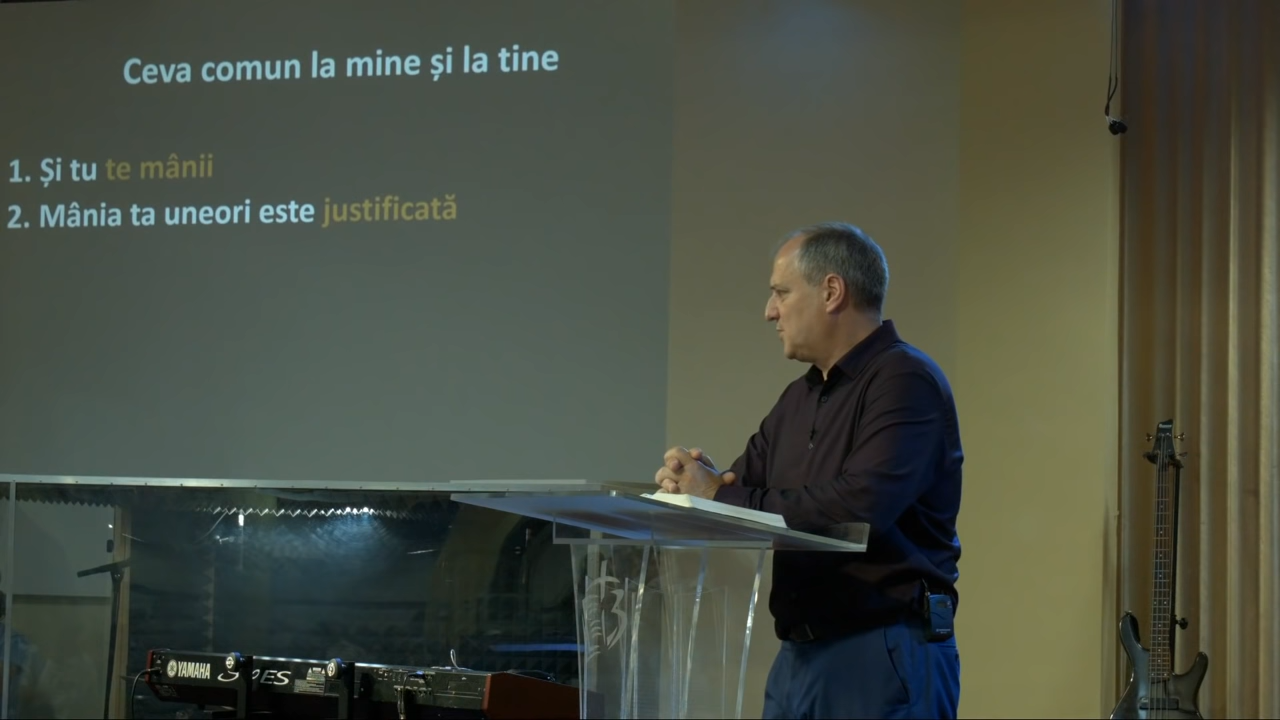 Ceva comun la mine și la tine
1. Și tu te mânii
2. Mânia ta uneori este justificată
YAMAHA